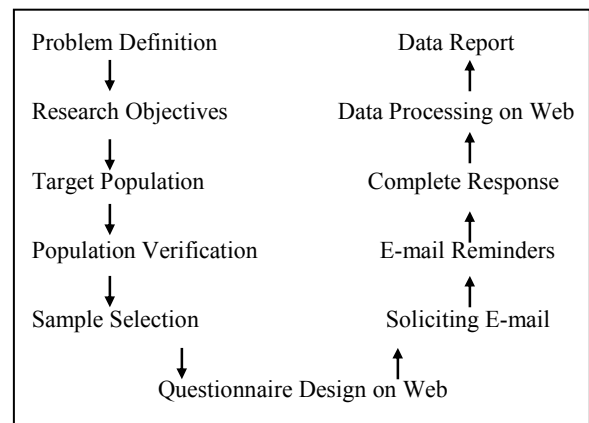 Problem Definition
Research Objectives
Target Population
Population Verification
Sample Selection
Questionnaire Design on Web
Soliciting E-mail
E-mail Reminders
Complete Response
Data Processing on Web
Data Report